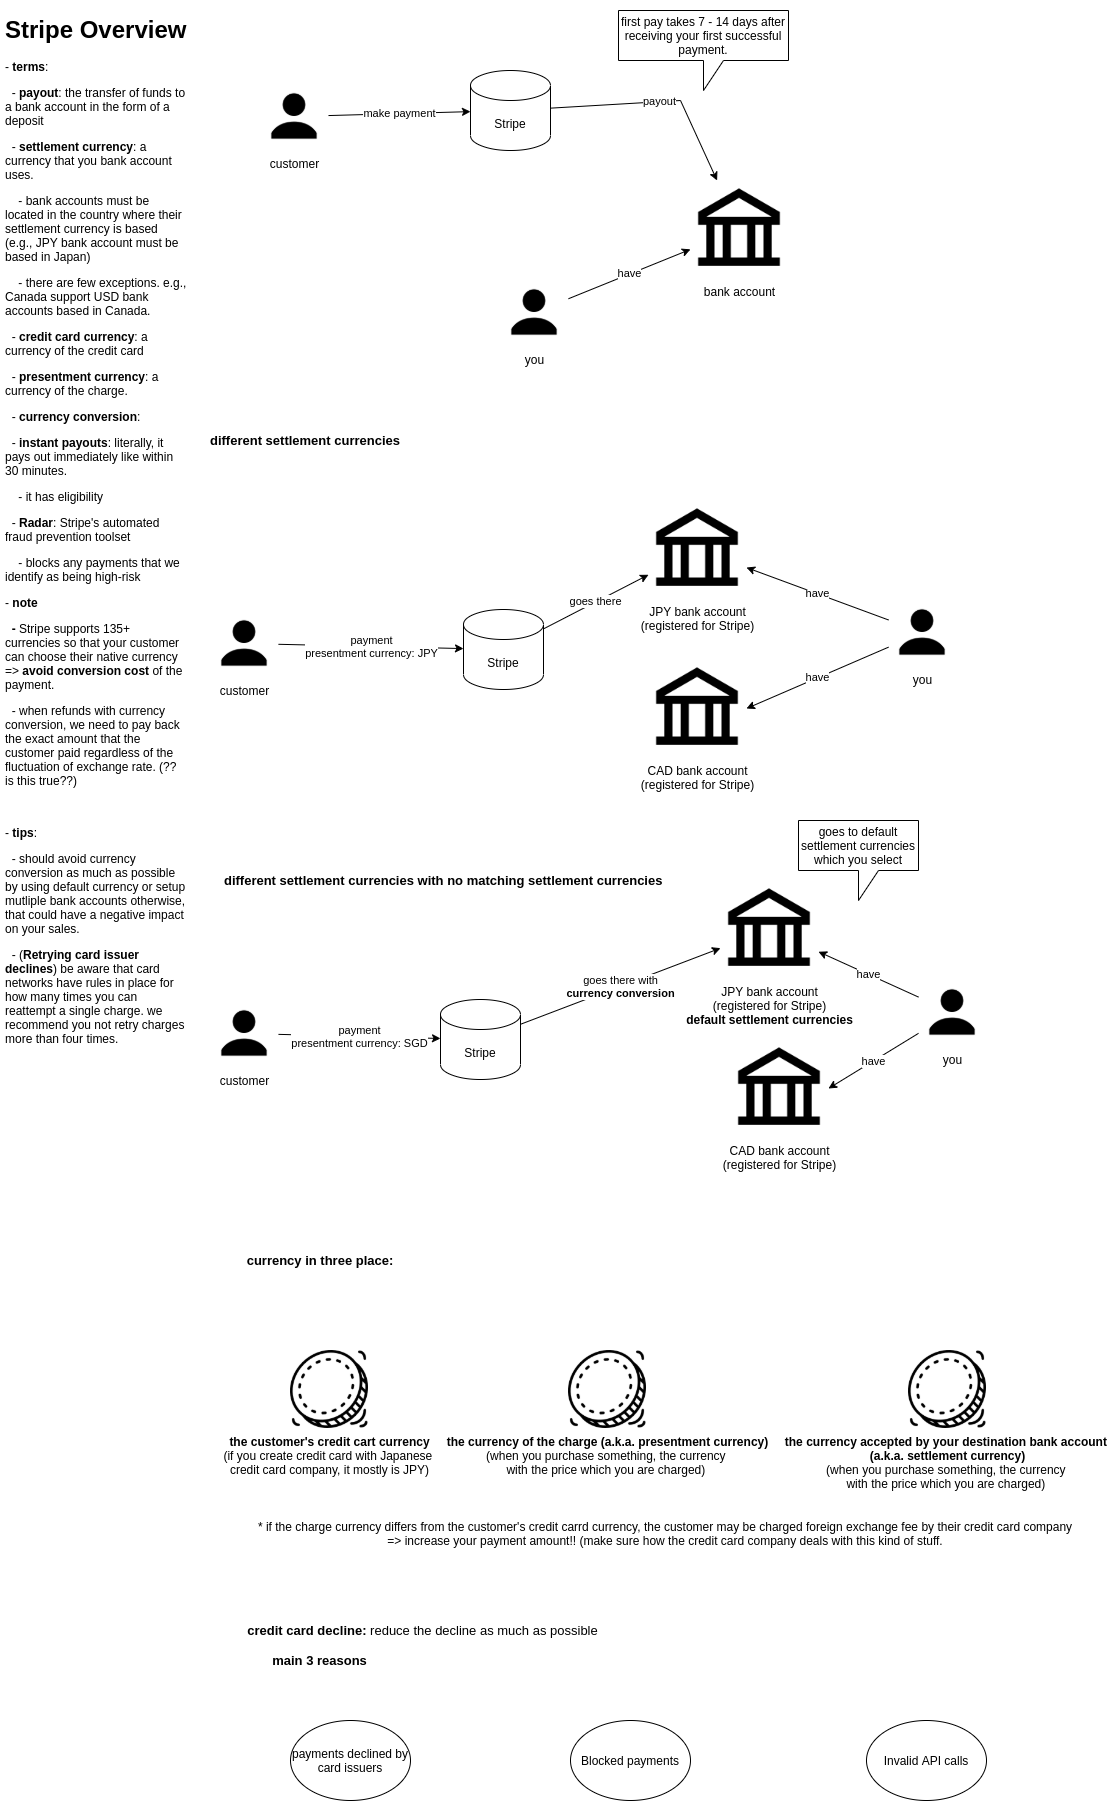 Stripe Overview
- terms:
- payout: the transfer of funds to
a bank account in the form of a
deposit
- settlement currency: a
currency that you bank account
uses.
- bank accounts must be
located in the country where their
settlement currency is based
(e.g., JPY bank account must be
based in Japan)
- there are few exceptions. e.g.,
Canada support USD bank
accounts based in Canada.
- credit card currency: a
currency of the credit card
- presentment currency: a
currency of the charge.
- currency conversion:
- instant payouts: literally, it
pays out immediately like within
30 minutes.
- it has eligibility
- Radar: Stripe's automated
fraud prevention toolset
- blocks any payments that we
identify as being high-risk
- note
- Stripe supports 135+
currencies so that your customer
can choose their native currency
=> avoid conversion cost of the
payment.
- when refunds with currency
conversion, we need to pay back
the exact amount that the
customer paid regardless of the
fluctuation of exchange rate. (??
is this true??)
- tips:
- should avoid currency
conversion as much as possible
by using default currency or setup
mutliple bank accounts otherwise,
that could have a negative impact
on your sales.
- (Retrying card issuer
declines) be aware that card
networks have rules in place for
how many times you can
reattempt a single charge. we
recommend you not retry charges
more than four times.
first pay takes 7 - 14 days after
receiving your first successful
payment.
customer
make payment
Stripe
payout
bank account
have
you
different settlement currencies
customer
payment
presentment currency: JPY
Stripe
goes there
JPY bank account
(registered for Stripe)
have
you
have
CAD bank account
(registered for Stripe)
goes to default
settlement currencies
which you select
different settlement currencies with no matching settlement currencies
customer
payment
presentment currency: SGD
Stripe
goes there with
currency conversion
JPY bank account
(registered for Stripe)
default settlement currencies
have
you
have
CAD bank account
(registered for Stripe)
currency in three place:
the customer's credit cart currency
(if you create credit card with Japanese
credit card company, it mostly is JPY)
the currency of the charge (a.k.a. presentment currency)
(when you purchase something, the currency
with the price which you are charged)
the currency accepted by your destination bank account
(a.k.a. settlement currency)
(when you purchase something, the currency
with the price which you are charged)
* if the charge currency differs from the customer's credit carrd currency, the customer may be charged foreign exchange fee by their credit card company
=> increase your payment amount!! (make sure how the credit card company deals with this kind of stuff.
credit card decline: reduce the decline as much as possible
main 3 reasons
payments declined by
card issuers
Blocked payments
Invalid API calls